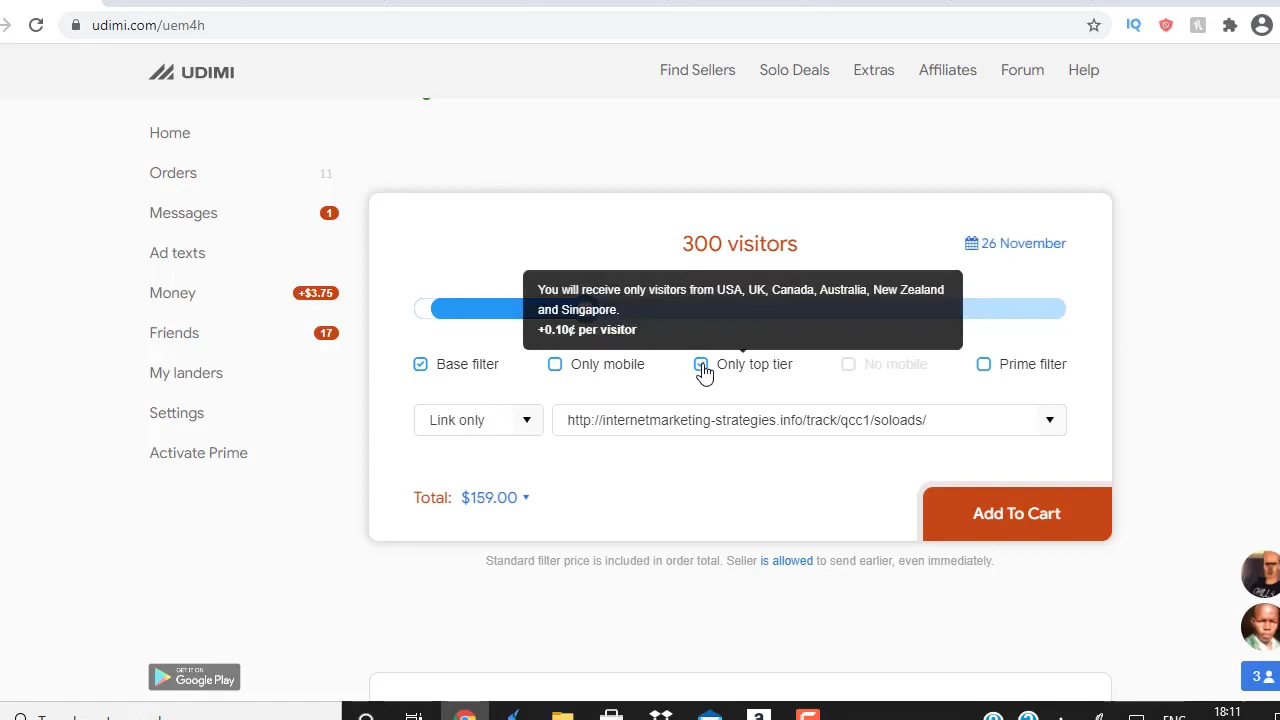 udimi.com/uem4h
IQ
UDIMI
Find Sellers
Solo Deals
Extras
Affiliates
Forum
Help
Home
Orders 11
Messages 1
Ad texts
Money +$3.75
Friends 17
My landers
Settings
Activate Prime
300 visitors
26 November
You will receive only visitors from USA, UK, Canada, Australia, New Zealand
and Singapore.
+0.10¢ per visitor
Base filter
Only mobile
Only top tier
No mobile
Prime filter
Link only
http://internetmarketing-strategies.info/track/qcc1/soloads/
Total: $159.00
Add To Cart
Standard filter price is included in order total. Seller is allowed to send earlier, even immediately.
GET IT ON
Google Play
3
18:11